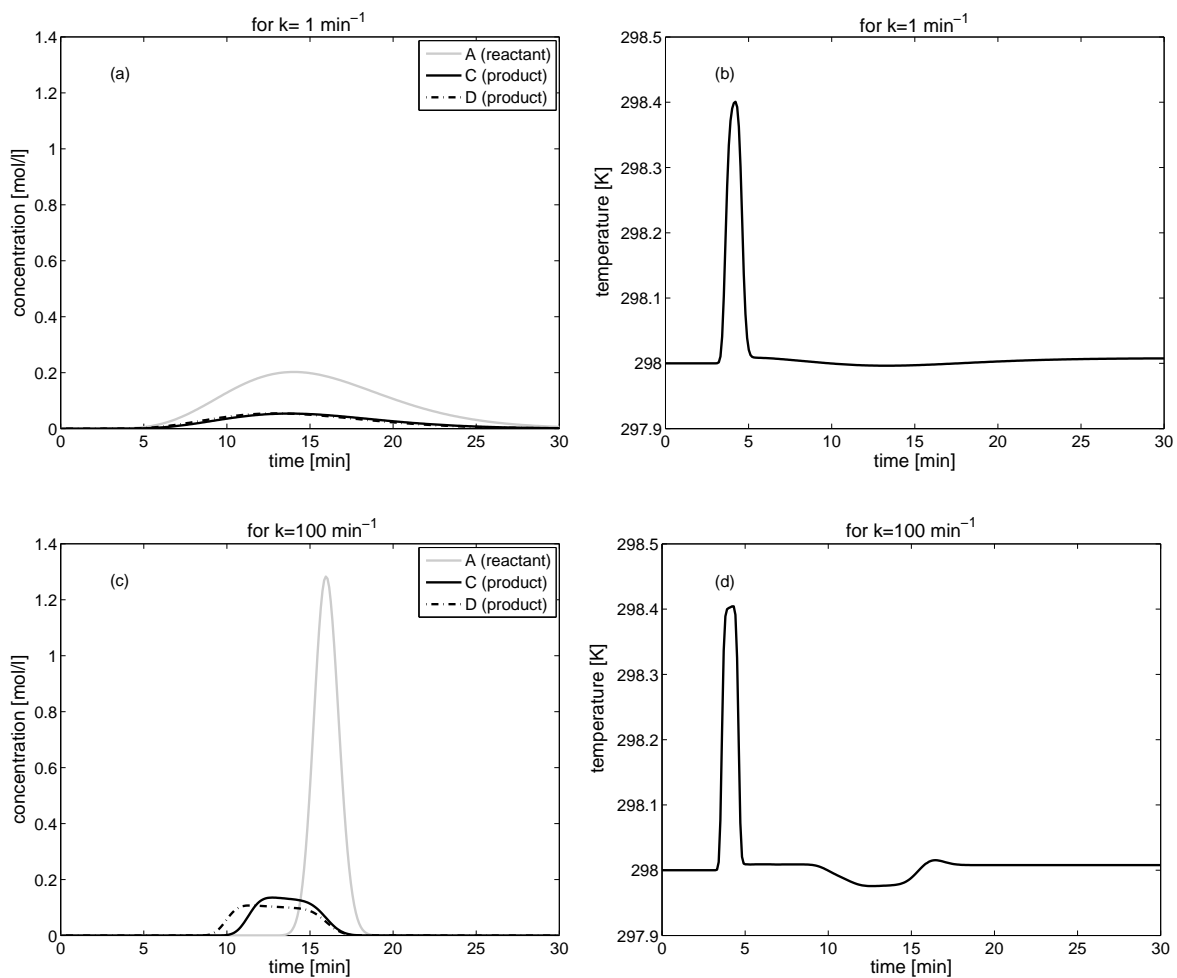 for k= 1 min⁻¹
1.4
1.2
1
0.8
0.6
0.4
0.2
0
concentration [mol/l]
(a)
A (reactant)
C (product)
D (product)
0 5 10 15 20 25 30
time [min]
for k=1 min⁻¹
298.5
298.4
298.3
298.2
298.1
298
297.9
temperature [K]
(b)
0 5 10 15 20 25 30
time [min]
for k=100 min⁻¹
1.4
1.2
1
0.8
0.6
0.4
0.2
0
concentration [mol/l]
(c)
A (reactant)
C (product)
D (product)
0 5 10 15 20 25 30
time [min]
for k=100 min⁻¹
298.5
298.4
298.3
298.2
298.1
298
297.9
temperature [K]
(d)
0 5 10 15 20 25 30
time [min]